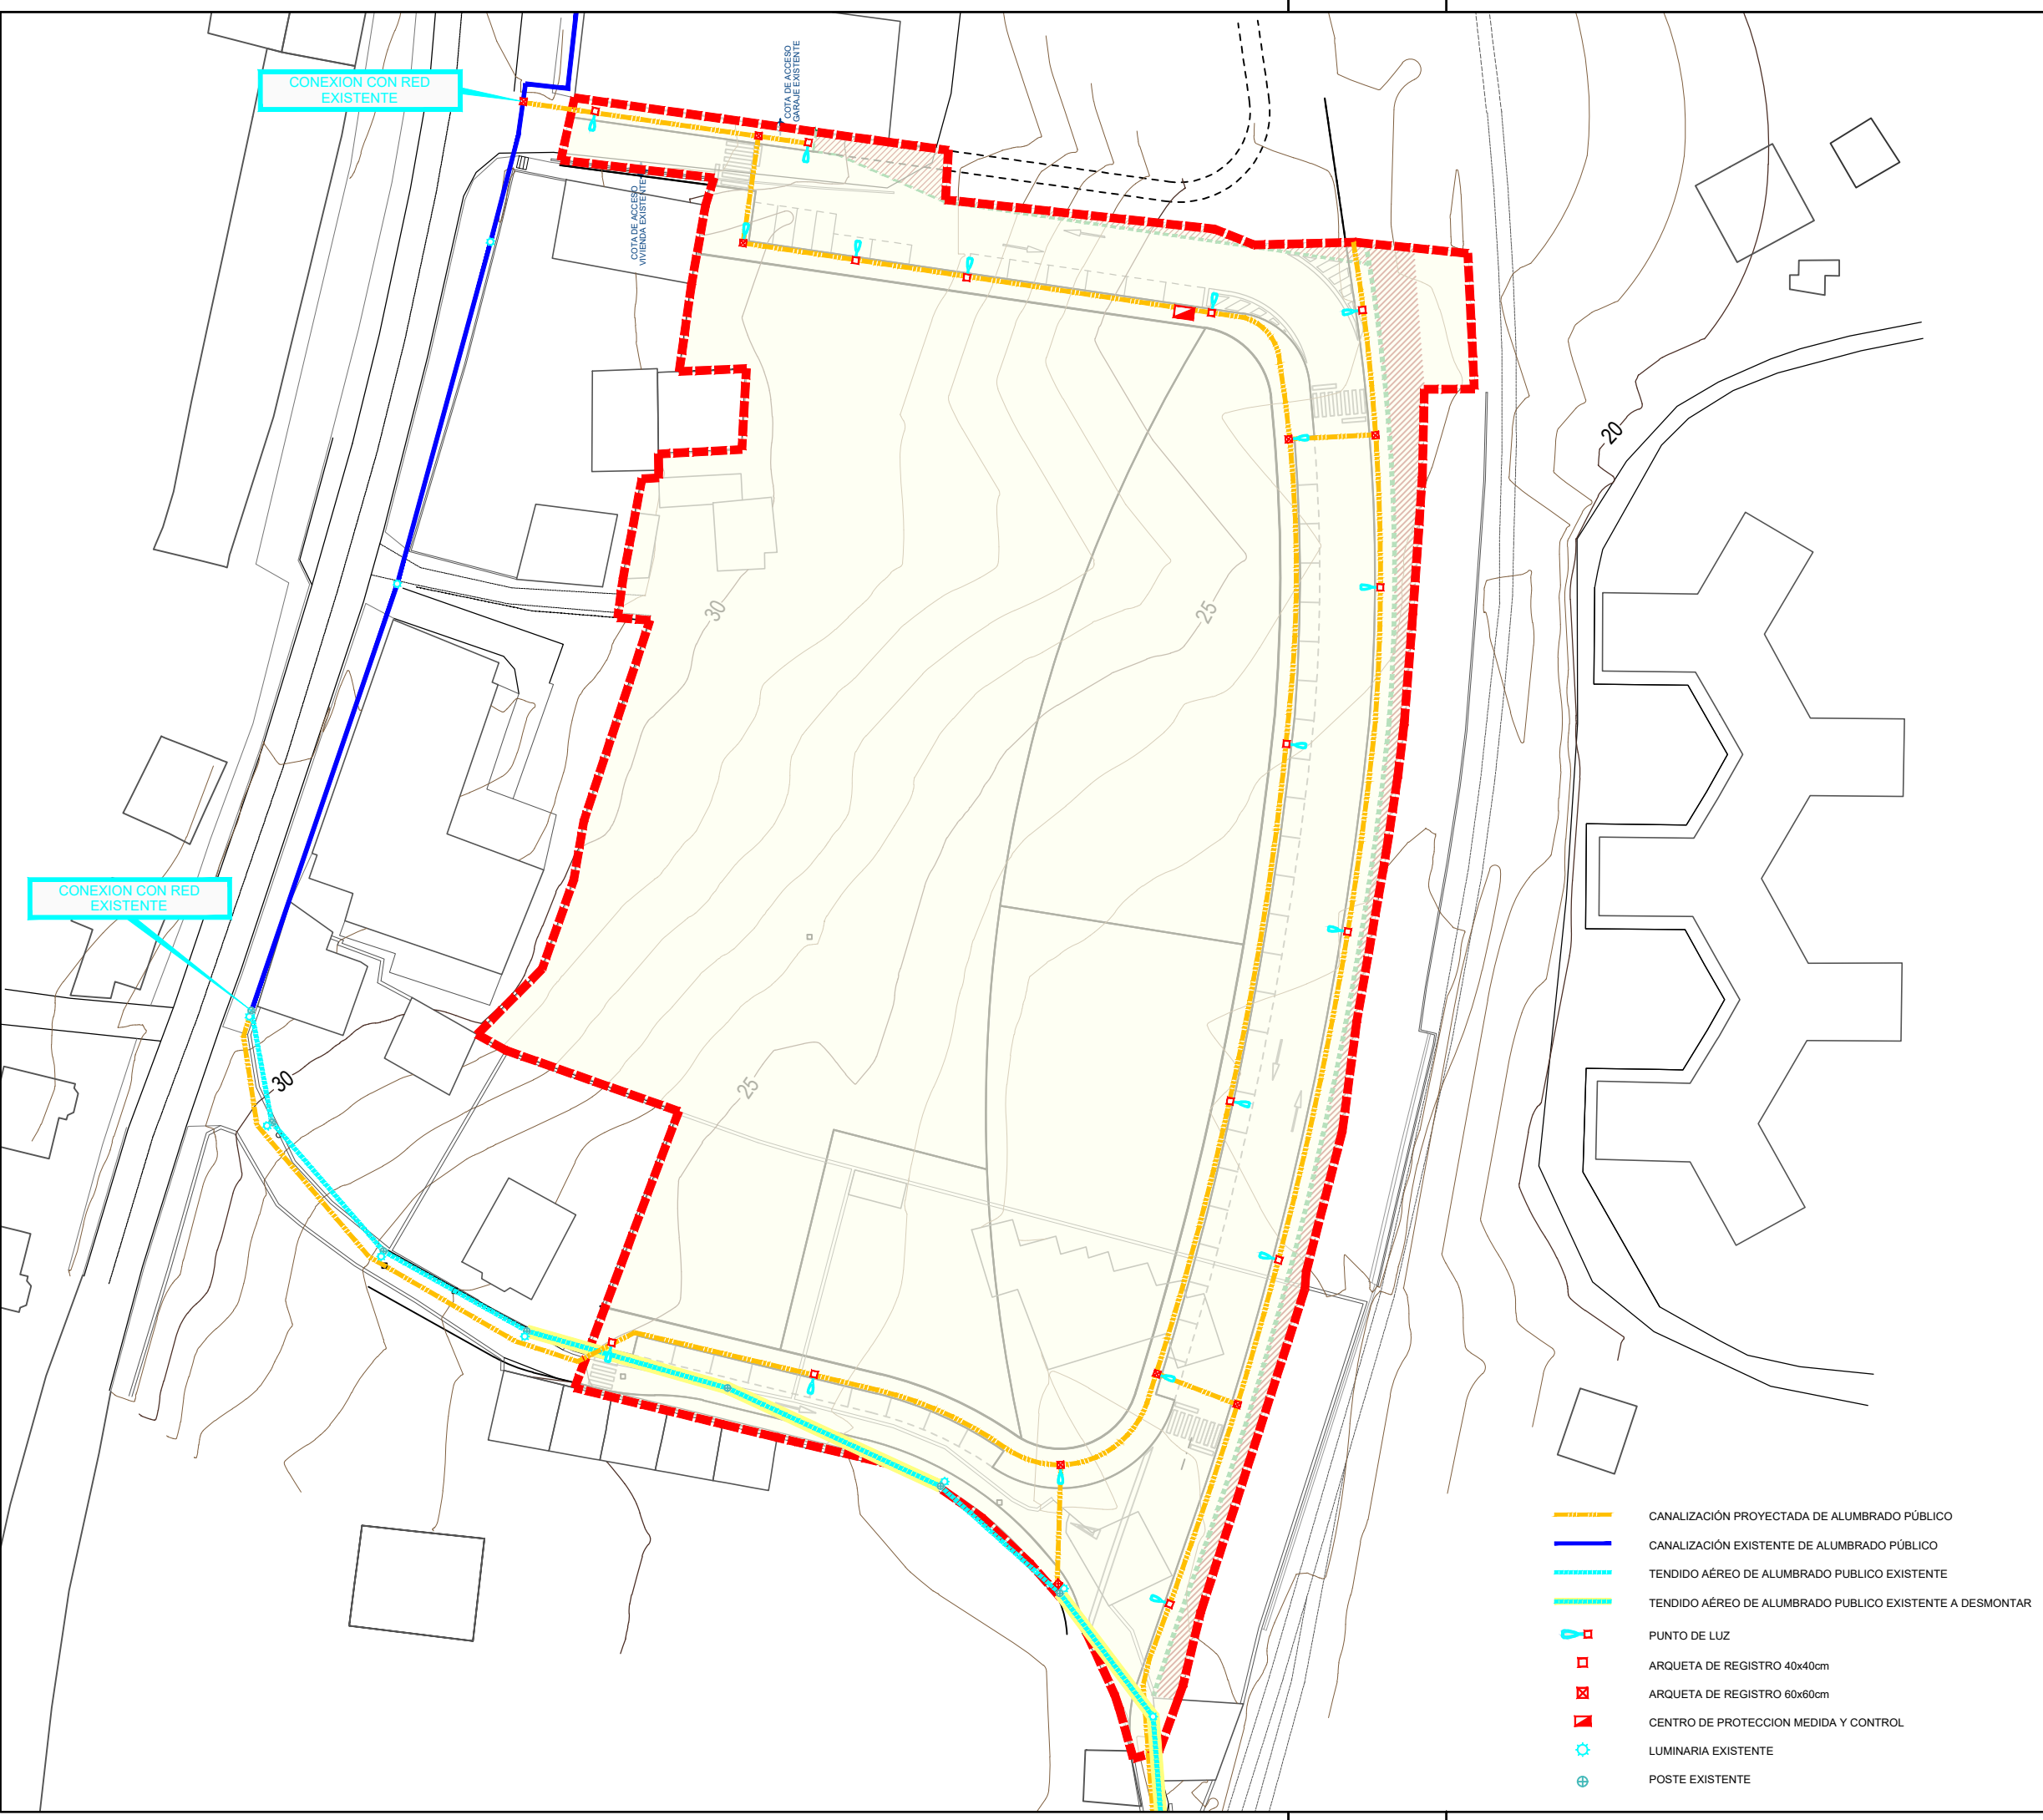 CONEXION CON RED
EXISTENTE
COTA DE ACCESO
GARAJE EXISTENTE
COTA DE ACCESO
VIVIENDA EXISTENTE
20
30
25
CONEXION CON RED
EXISTENTE
30
25
CANALIZACIÓN PROYECTADA DE ALUMBRADO PÚBLICO
CANALIZACIÓN EXISTENTE DE ALUMBRADO PÚBLICO
TENDIDO AÉREO DE ALUMBRADO PUBLICO EXISTENTE
TENDIDO AÉREO DE ALUMBRADO PUBLICO EXISTENTE A DESMONTAR
PUNTO DE LUZ
ARQUETA DE REGISTRO 40x40cm
ARQUETA DE REGISTRO 60x60cm
CENTRO DE PROTECCION MEDIDA Y CONTROL
LUMINARIA EXISTENTE
POSTE EXISTENTE